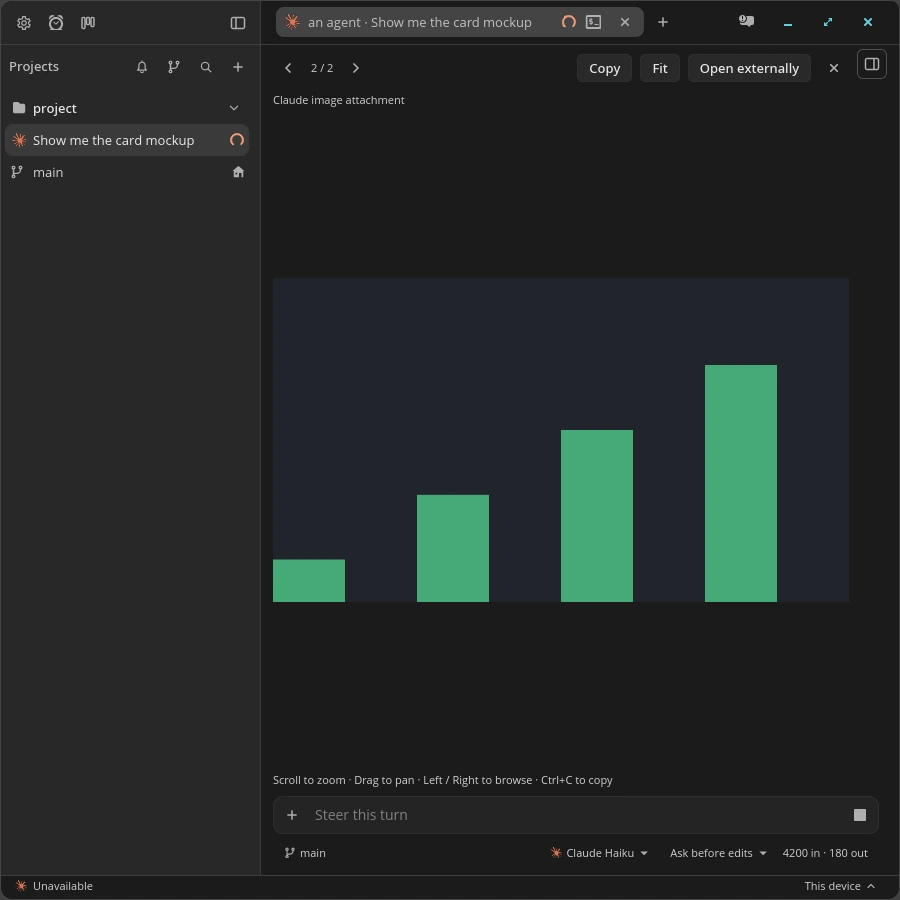 an agent · Show me the card mockup
Projects
project
Show me the card mockup
main
2 / 2
Copy
Fit
Open externally
Claude image attachment
Scroll to zoom · Drag to pan · Left / Right to browse · Ctrl+C to copy
Steer this turn
main
Claude Haiku
Ask before edits
4200 in · 180 out
Unavailable
This device